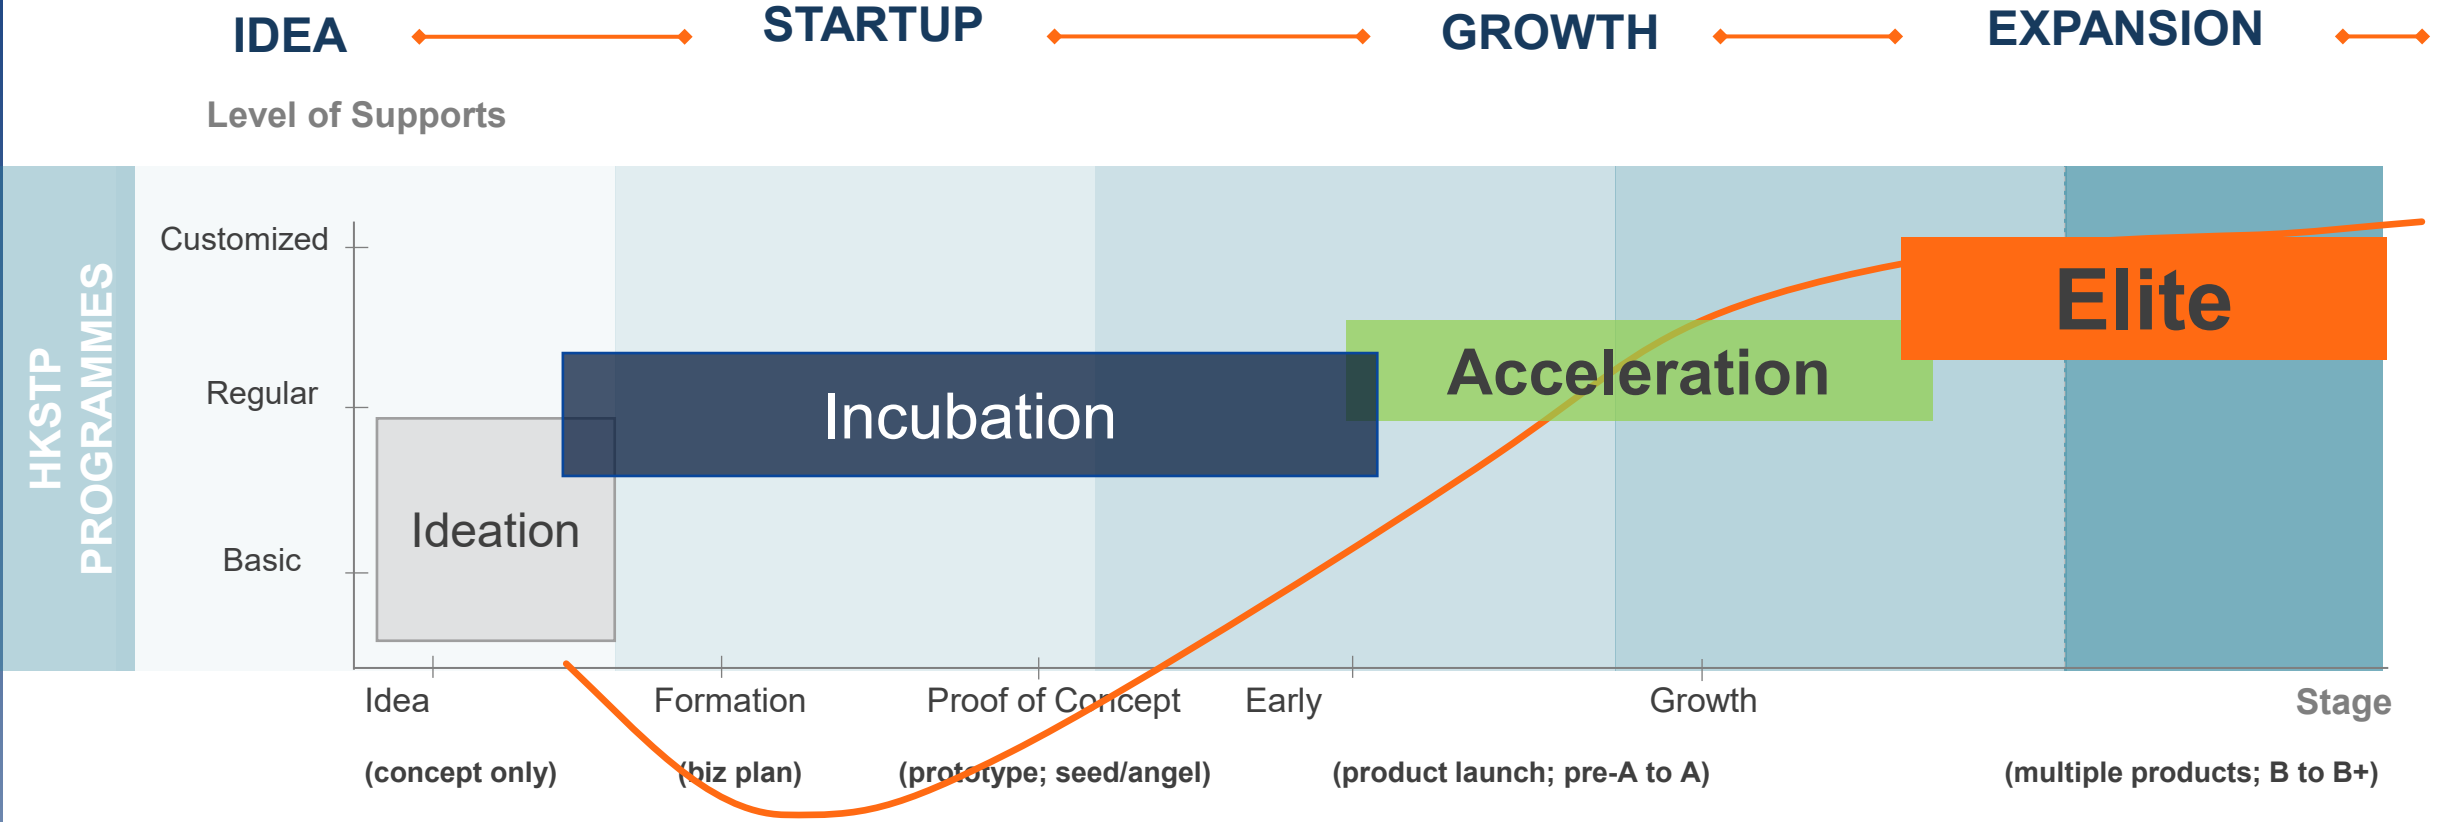 IDEA
STARTUP
GROWTH
EXPANSION
Level of Supports
HKSTP
PROGRAMMES
Customized
Regular
Basic
Ideation
Incubation
Acceleration
Elite
Idea
Formation
Proof of Concept
Early
Growth
Stage
(concept only)
(biz plan)
(prototype; seed/angel)
(product launch; pre-A to A)
(multiple products; B to B+)